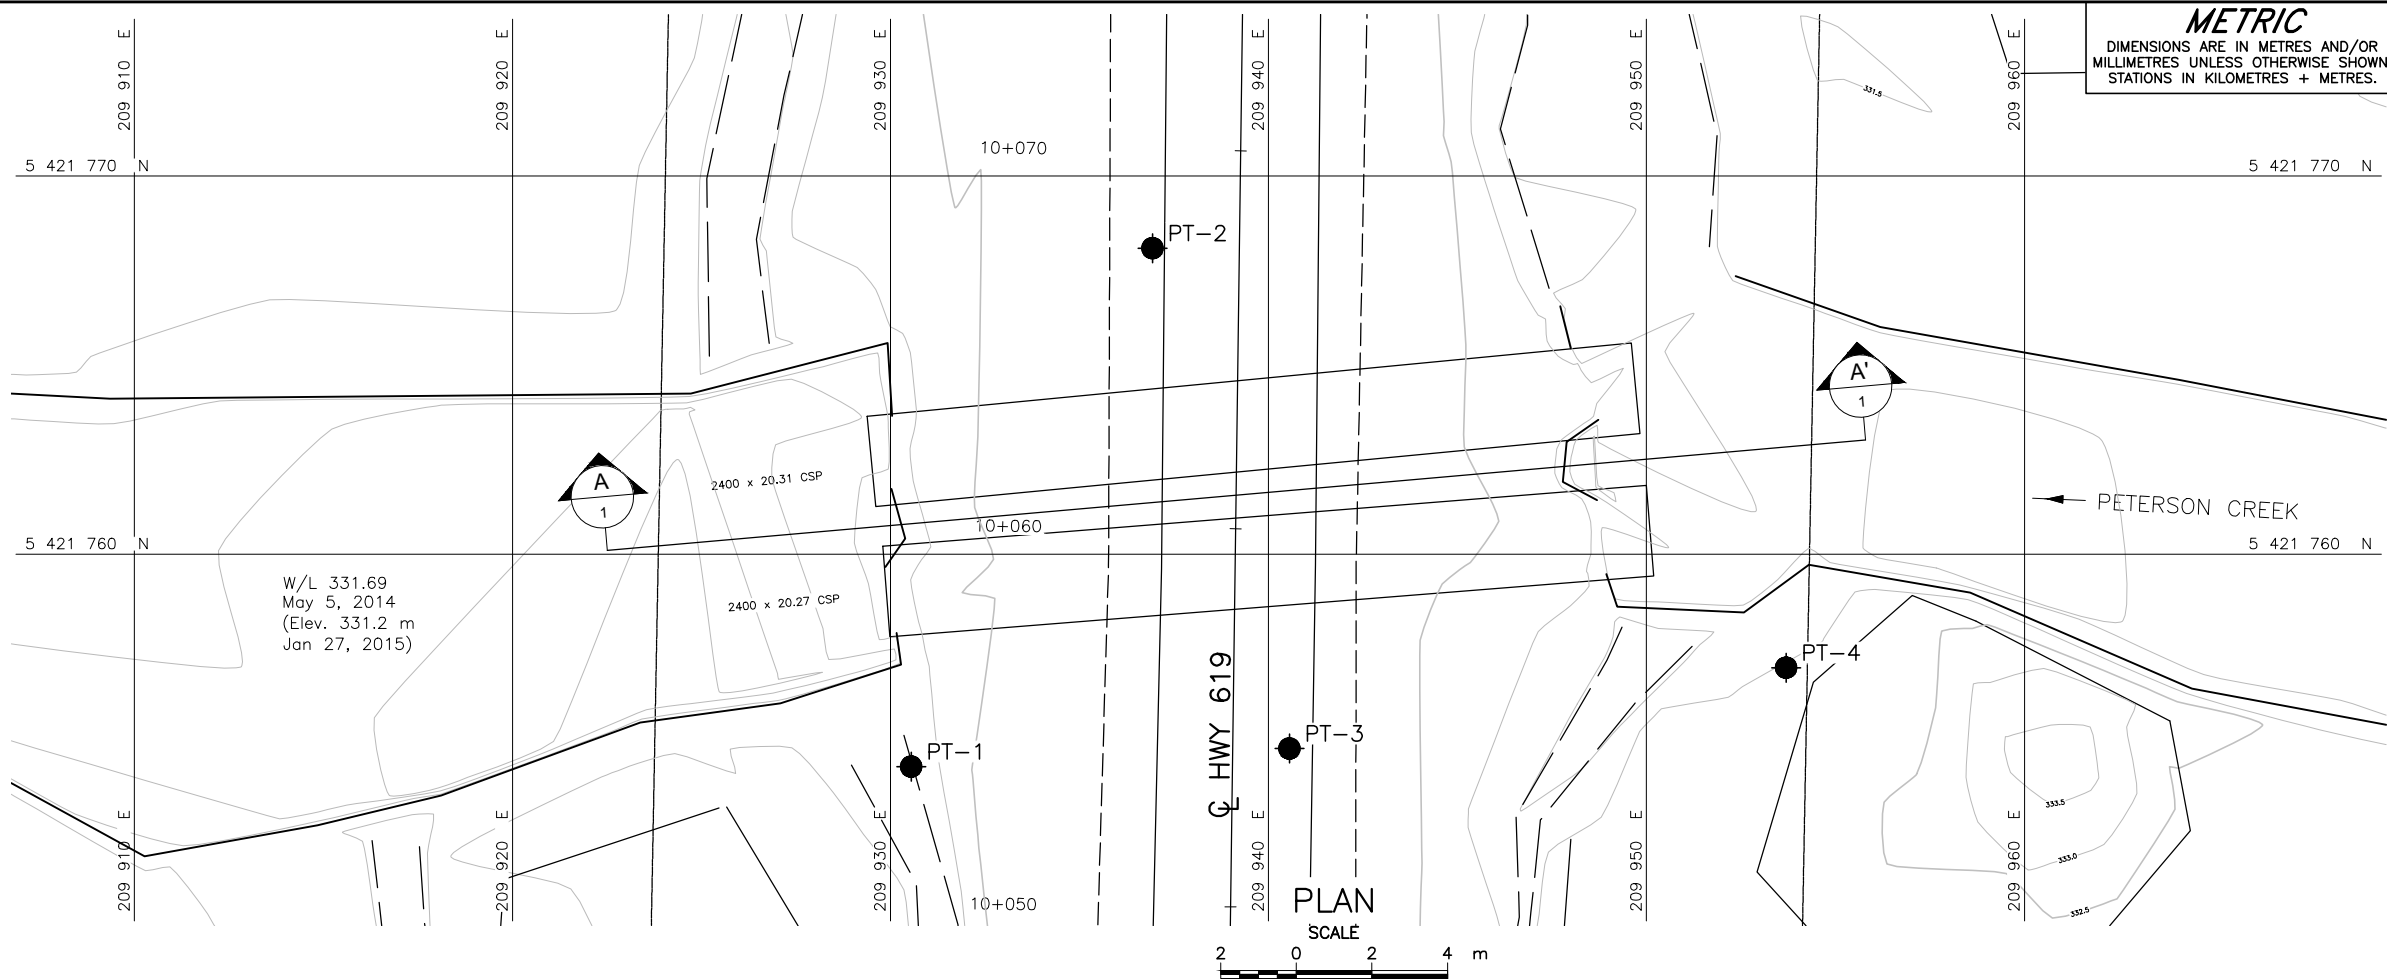 METRIC
DIMENSIONS ARE IN METRES AND/OR
MILLIMETRES UNLESS OTHERWISE SHOWN
STATIONS IN KILOMETRES + METRES.
209 910 E
209 920 E
209 930 E
209 940 E
209 950 E
209 960 E
331.5
10+070
5 421 770 N
5 421 770 N
PT-2
A'
1
A
1
2400 x 20.31 CSP
10+060
PETERSON CREEK
5 421 760 N
5 421 760 N
W/L 331.69
May 5, 2014
(Elev. 331.2 m
Jan 27, 2015)
2400 x 20.27 CSP
PT-4
CL HWY 619
PT-3
PT-1
333.5
333.0
332.5
209 910 E
209 920 E
209 930 E
209 940 E
209 950 E
209 960 E
10+050
PLAN
SCALE
2 0 2 4 m